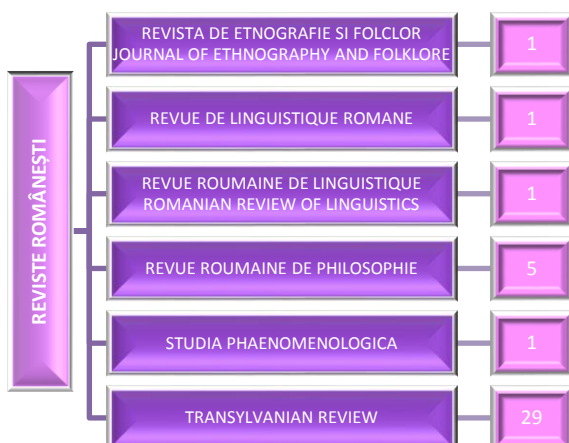 REVISTE ROMÂNEȘTI
REVISTA DE ETNOGRAFIE SI FOLCLOR
JOURNAL OF ETHNOGRAPHY AND FOLKLORE
1
REVUE DE LINGUISTIQUE ROMANE
1
REVUE ROUMAINE DE LINGUISTIQUE
ROMANIAN REVIEW OF LINGUISTICS
1
REVUE ROUMAINE DE PHILOSOPHIE
5
STUDIA PHAENOMENOLOGICA
1
TRANSYLVANIAN REVIEW
29